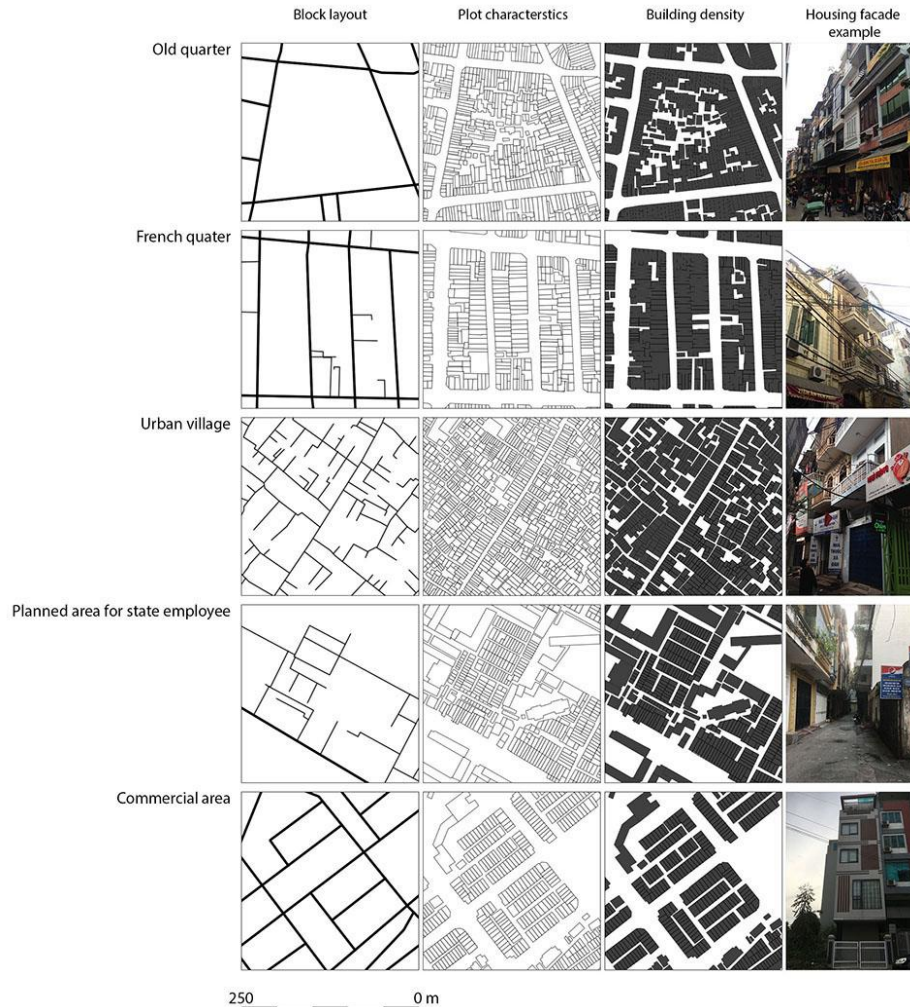 Block layout
Plot characterstics
Building density
Housing facade
example
Old quarter
French quater
Urban village
Planned area for state employee
Commercial area
250
0 m